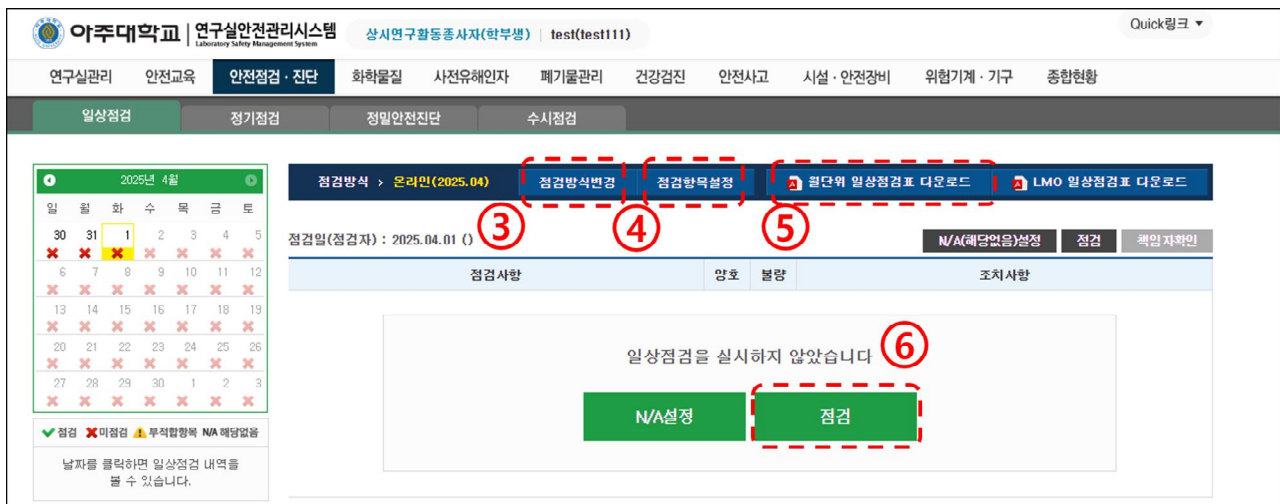 아주대학교 연구실안전관리시스템 Laboratory Safety Management System 상시연구활동종사자(학부생) test(test111) Quick링크 ▼
연구실관리 안전교육 안전점검 · 진단 화학물질 사전유해인자 폐기물관리 건강검진 안전사고 시설 · 안전장비 위험기계 · 기구 종합현황
일상점검 정기점검 정밀안전진단 수시점검
2025년 4월
점검방식 > 온라인(2025.04) 점검방식변경 점검항목설정 월단위 일상점검표 다운로드 LMO 일상점검표 다운로드
③ ④ ⑤
일 월 화 수 목 금 토
30 31 1 2 3 4 5
6 7 8 9 10 11 12
13 14 15 16 17 18 19
20 21 22 23 24 25 26
27 28 29 30 1 2 3
점검 미점검 부적합항목 N/A 해당없음
날짜를 클릭하면 일상점검 내역을
볼 수 있습니다.
점검일(점검자) : 2025.04.01 () N/A(해당없음)설정 점검 책임자확인
점검사항 양호 불량 조치사항
일상점검을 실시하지 않았습니다 ⑥
N/A설정 점검